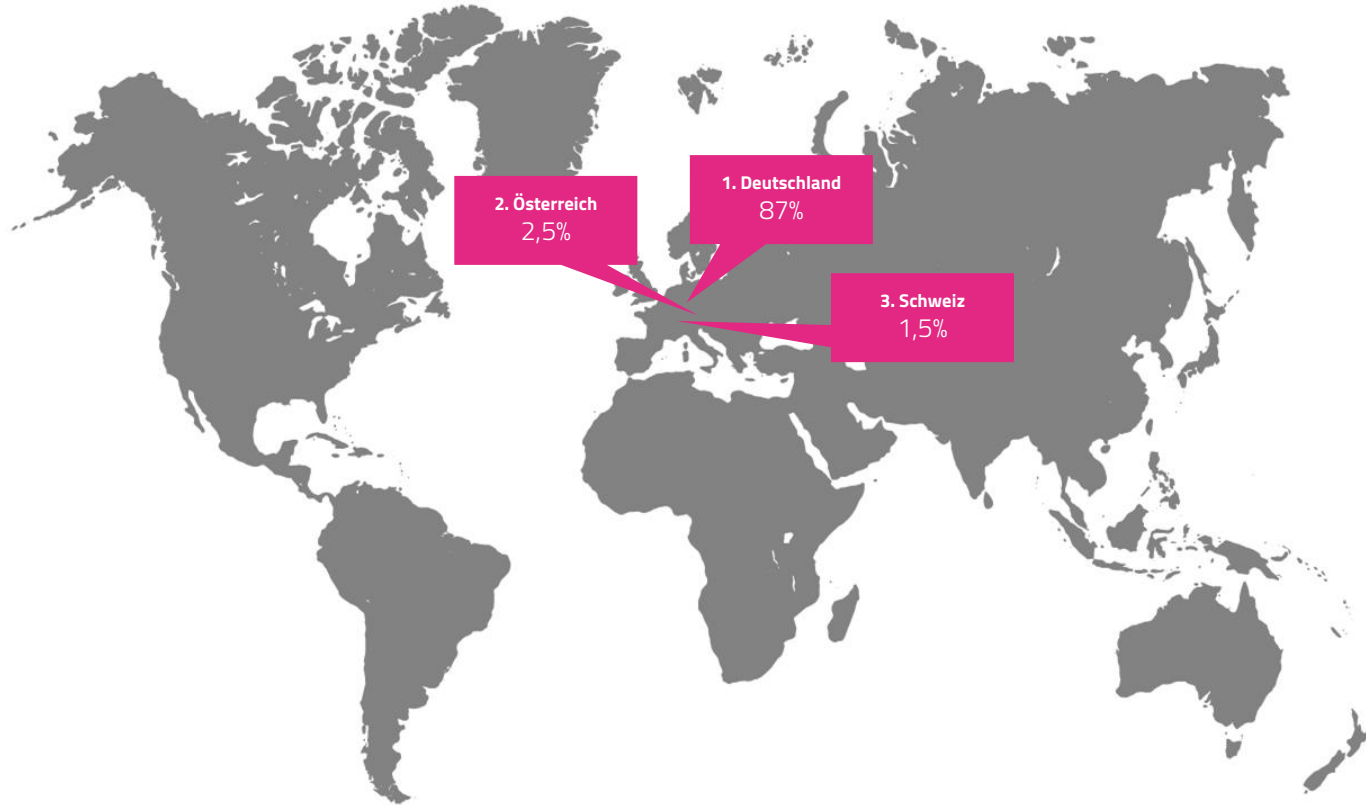 1. Deutschland
87%
2. Österreich
2,5%
3. Schweiz
1,5%